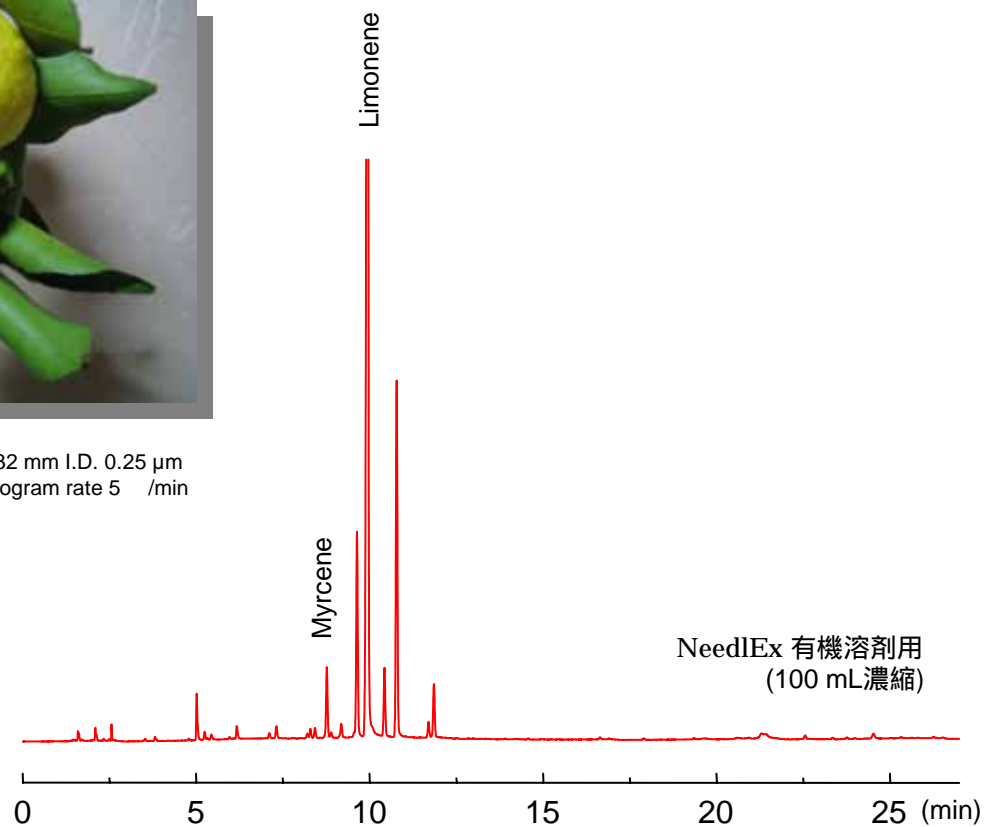 Limonene
32 mm I.D. 0.25 µm
ogram rate 5 /min
Myrcene
NeedlEx 有機溶剤用
(100 mL濃縮)
0 5 10 15 20 25 (min)